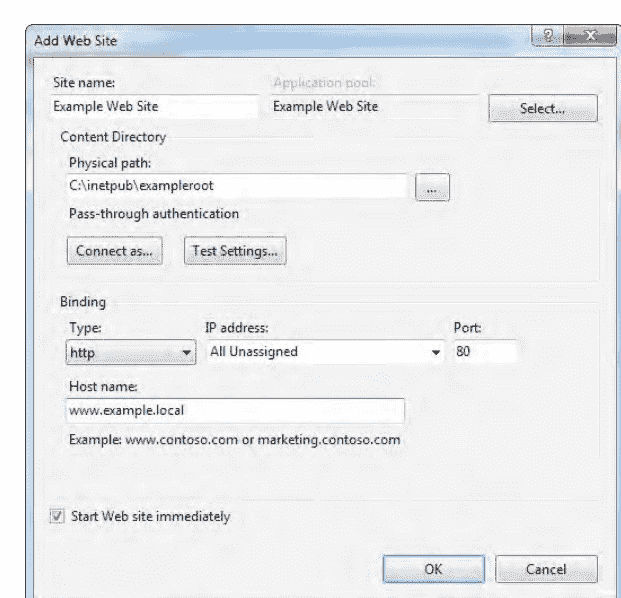 Add Web Site
Site name:
Application pool:
Example Web Site
Example Web Site
Select...
Content Directory
Physical path:
C:\inetpub\exampleroot
...
Pass-through authentication
Connect as...
Test Settings...
Binding
Type:
IP address:
Port:
http
All Unassigned
80
Host name:
www.example.local
Example: www.contoso.com or marketing.contoso.com
Start Web site immediately
OK
Cancel